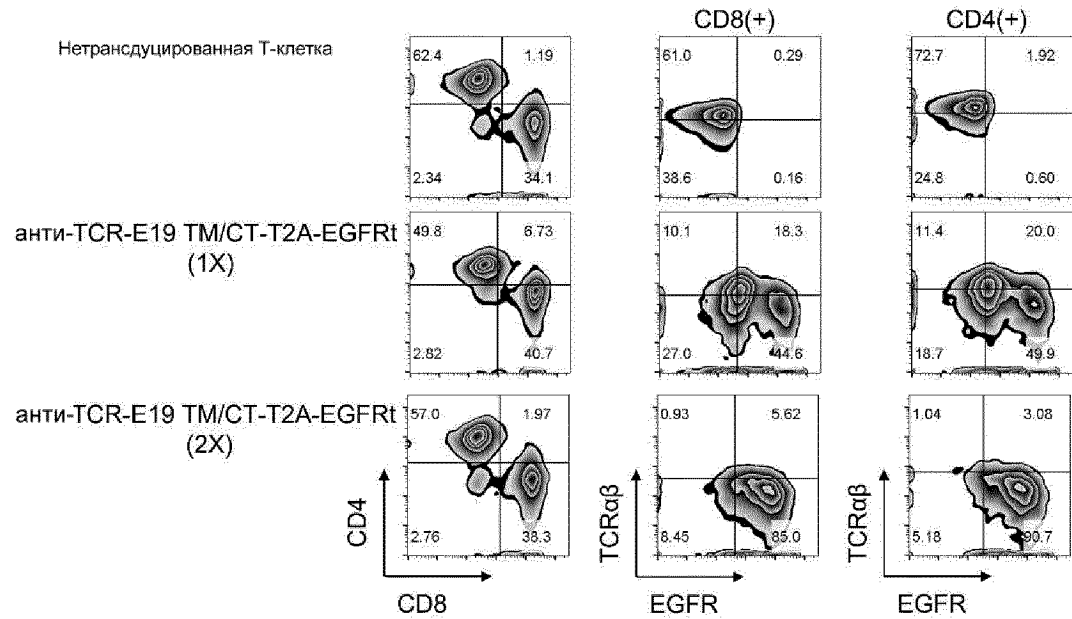 CD8(+) CD4(+)
Нетрансдуцированная Т-клетка
62.4 1.19 61.0 0.29 72.7 1.92
2.34 34.1 38.6 0.16 24.8 0.60
анти-TCR-E19 TM/CT-T2A-EGFRt
(1X)
49.8 6.73 10.1 18.3 11.4 20.0
2.82 40.7 27.0 44.6 18.7 49.9
анти-TCR-E19 TM/CT-T2A-EGFRt
(2X)
57.0 1.97 0.93 5.62 1.04 3.08
2.76 38.3 8.45 85.0 5.18 90.7
CD4 TCRαβ TCRαβ
CD8 EGFR EGFR